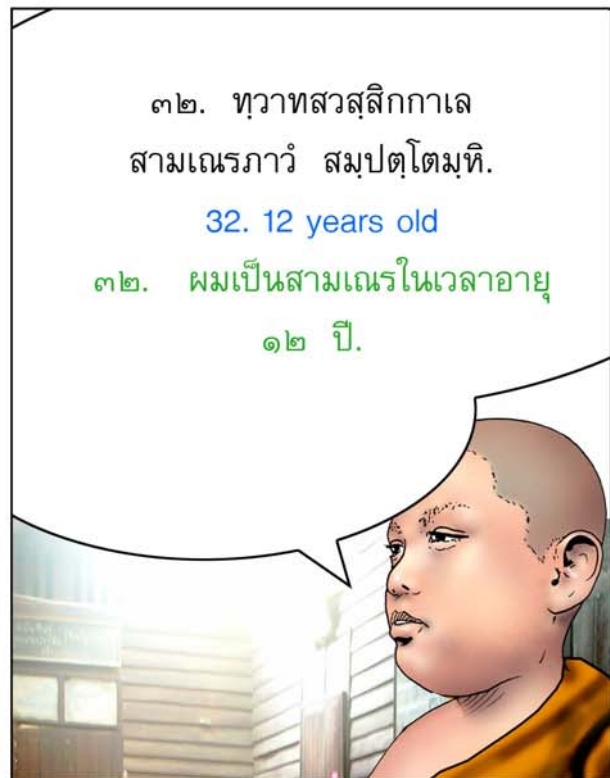 ๓๒. ทฺวาทสวสฺสิกกาเล
สามเณรภาวํ สมฺปตฺโตมฺหิ.
32. 12 years old
๓๒. ผมเป็นสามเณรในเวลาอายุ
๑๒ ปี.